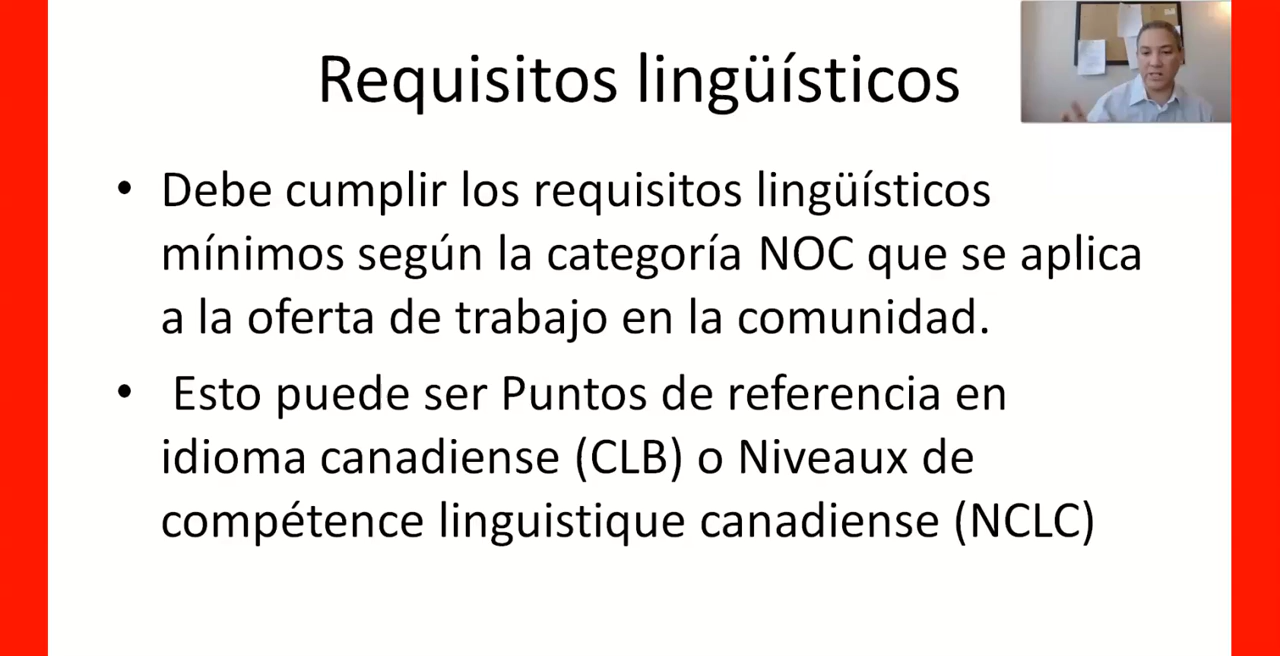 Requisitos lingüísticos
• Debe cumplir los requisitos lingüísticos
mínimos según la categoría NOC que se aplica
a la oferta de trabajo en la comunidad.
• Esto puede ser Puntos de referencia en
idioma canadiense (CLB) o Niveaux de
compétence linguistique canadiense (NCLC)